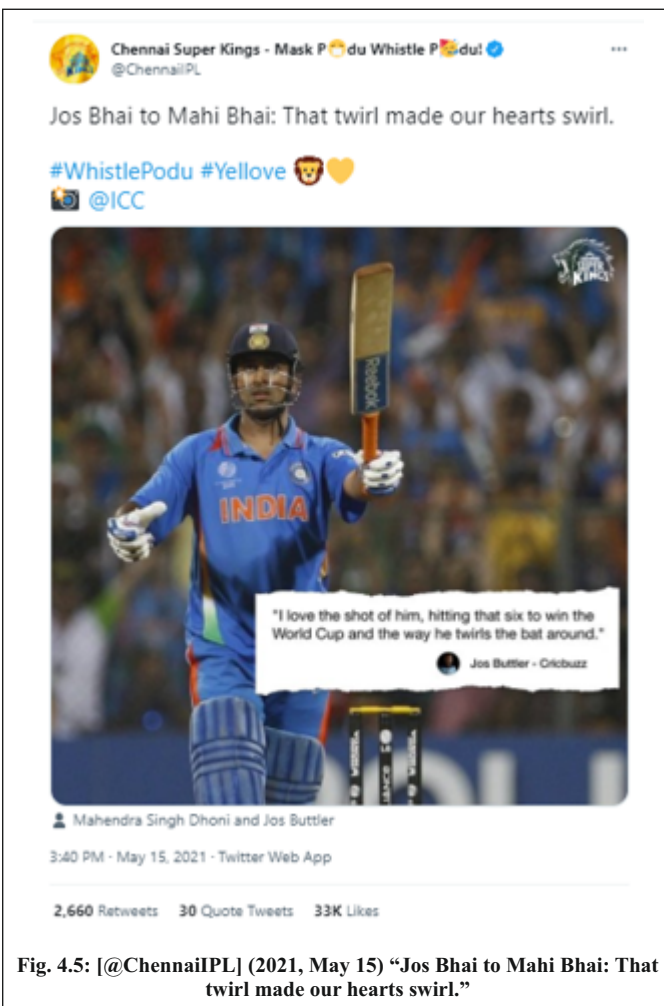 Chennai Super Kings - Mask P😷du Whistle P🥳du!
@ChennaiIPL
Jos Bhai to Mahi Bhai: That twirl made our hearts swirl.
#WhistlePodu #Yellove 🦁💛
📸 @ICC
SUPER
KINGS
Reebok
INDIA
"I love the shot of him, hitting that six to win the
World Cup and the way he twirls the bat around."
Jos Buttler - Cricbuzz
RELIANCE
Mahendra Singh Dhoni and Jos Buttler
3:40 PM · May 15, 2021 · Twitter Web App
2,660 Retweets 30 Quote Tweets 33K Likes
Fig. 4.5: [@ChennaiIPL] (2021, May 15) “Jos Bhai to Mahi Bhai: That
twirl made our hearts swirl.”